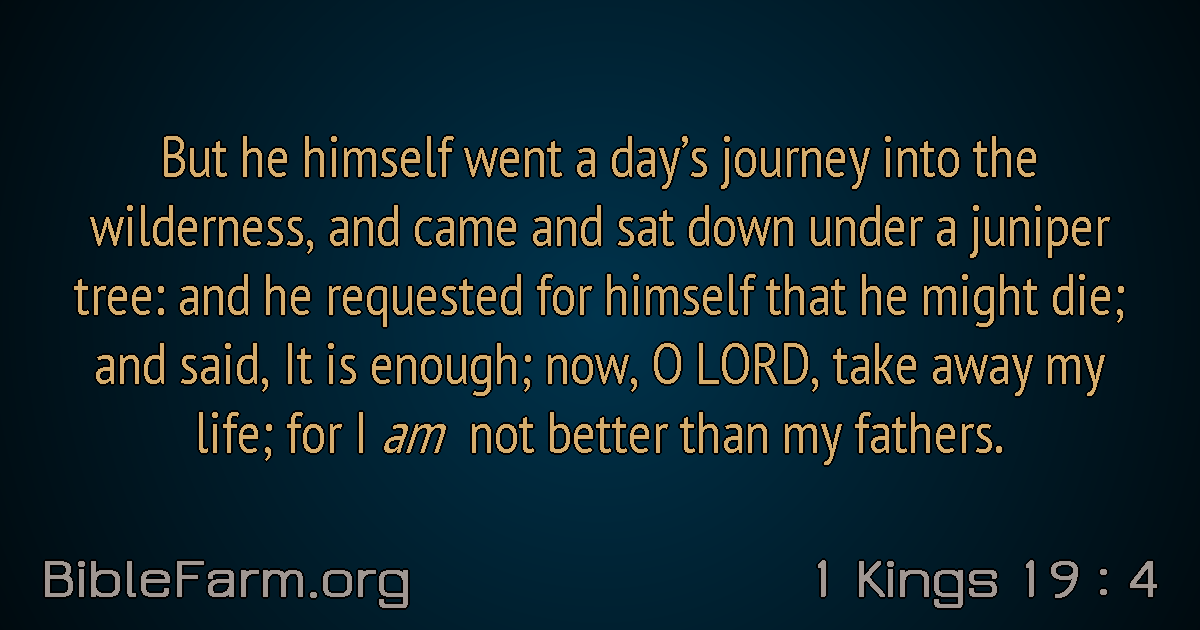 But he himself went a day’s journey into the
wilderness, and came and sat down under a juniper
tree: and he requested for himself that he might die;
and said, It is enough; now, O LORD, take away my
life; for I am not better than my fathers.
BibleFarm.org
1 Kings 19 : 4